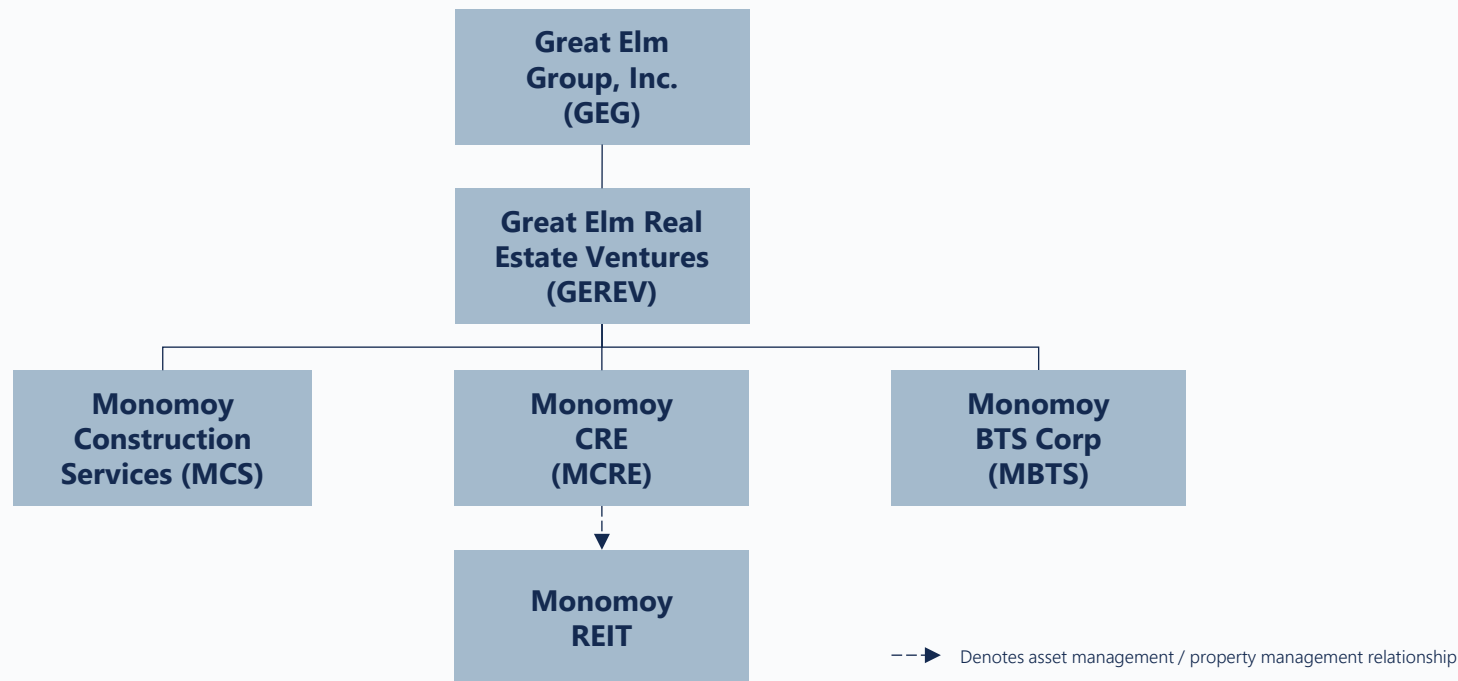 Great Elm
Group, Inc.
(GEG)
Great Elm Real
Estate Ventures
(GEREV)
Monomoy
Construction
Services (MCS)
Monomoy
CRE
(MCRE)
Monomoy
BTS Corp
(MBTS)
Monomoy
REIT
Denotes asset management / property management relationship